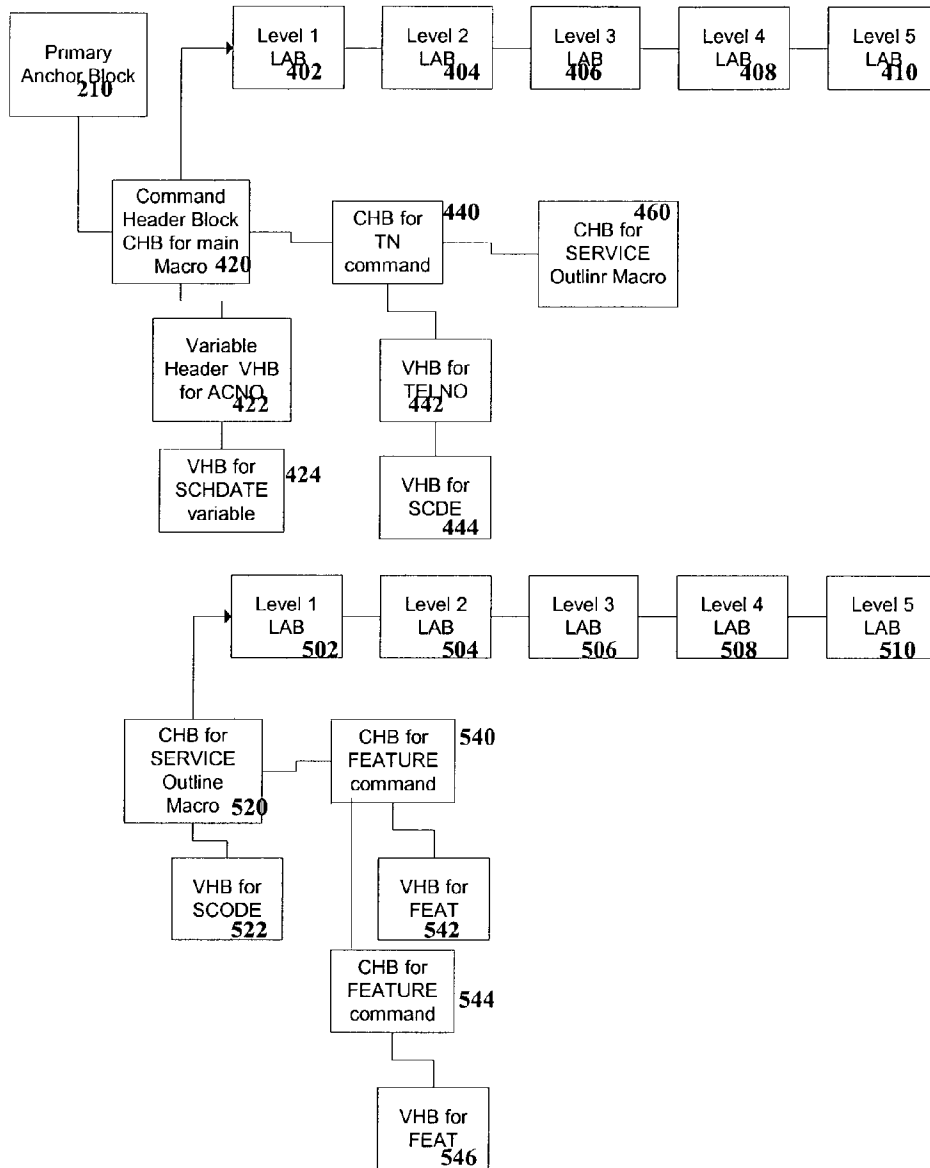 Primary
Anchor Block
210
Level 1
LAB
402
Level 2
LAB
404
Level 3
LAB
406
Level 4
LAB
408
Level 5
LAB
410
Command
Header Block
CHB for main
Macro 420
440
CHB for
TN
command
460
CHB for
SERVICE
Outlinr Macro
Variable
Header VHB
for ACNO
422
VHB for
TELNO
442
VHB for
SCHDATE
variable
424
VHB for
SCDE
444
Level 1
LAB
502
Level 2
LAB
504
Level 3
LAB
506
Level 4
LAB
508
Level 5
LAB
510
CHB for
SERVICE
Outline
Macro
520
CHB for
FEATURE
command
540
VHB for
SCODE
522
VHB for
FEAT
542
CHB for
FEATURE
command
544
VHB for
FEAT
546